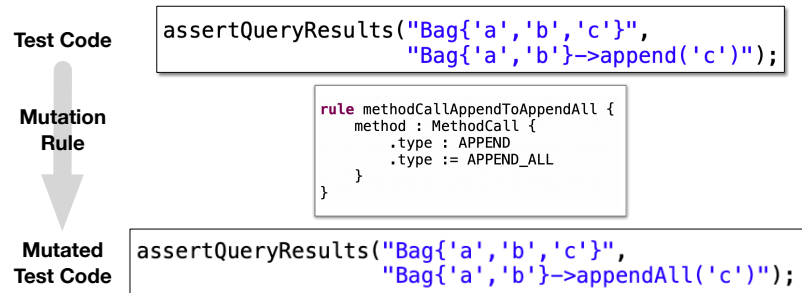 Test Code
assertQueryResults("Bag{'a','b','c'}",
"Bag{'a','b'}->append('c')");
Mutation
Rule
rule methodCallAppendToAppendAll {
method : MethodCall {
.type : APPEND
.type := APPEND_ALL
}
}
Mutated
Test Code
assertQueryResults("Bag{'a','b','c'}",
"Bag{'a','b'}->appendAll('c')");